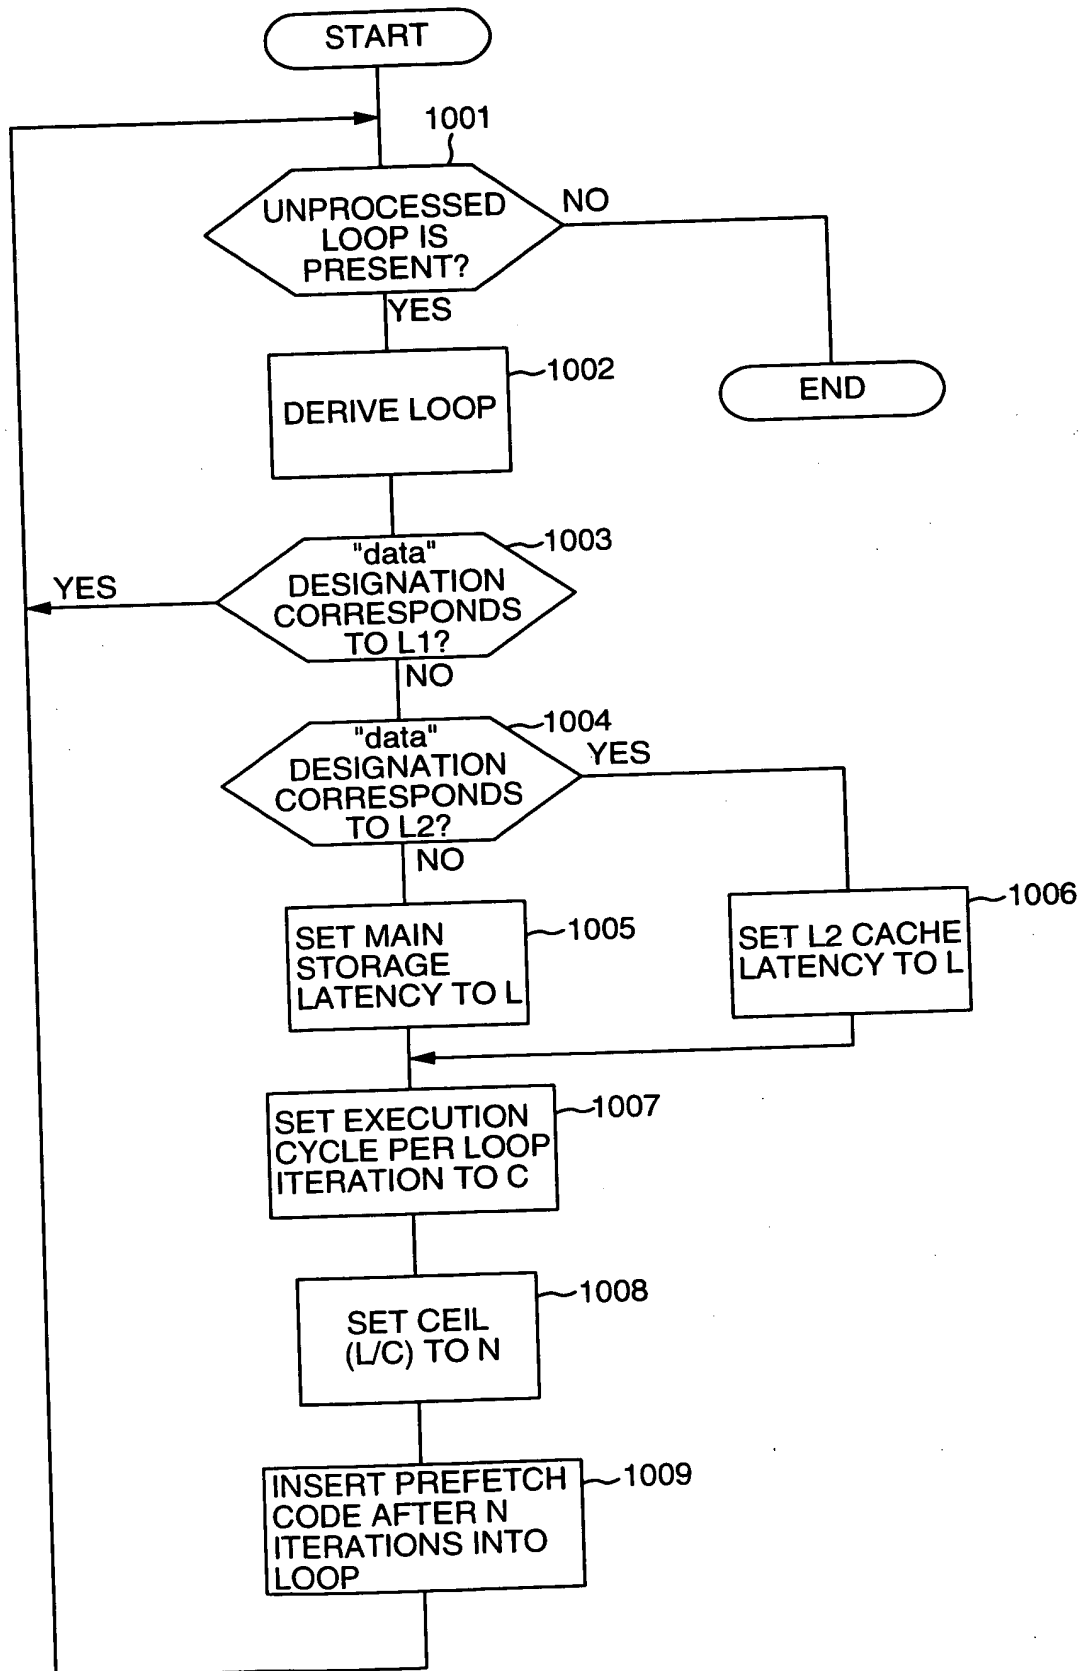 START
1001
UNPROCESSED
LOOP IS
PRESENT?
NO
YES
1002
DERIVE LOOP
END
1003
"data"
DESIGNATION
CORRESPONDS
TO L1?
YES
NO
1004
"data"
DESIGNATION
CORRESPONDS
TO L2?
YES
NO
1005
SET MAIN
STORAGE
LATENCY TO L
1006
SET L2 CACHE
LATENCY TO L
1007
SET EXECUTION
CYCLE PER LOOP
ITERATION TO C
1008
SET CEIL
(L/C) TO N
1009
INSERT PREFETCH
CODE AFTER N
ITERATIONS INTO
LOOP